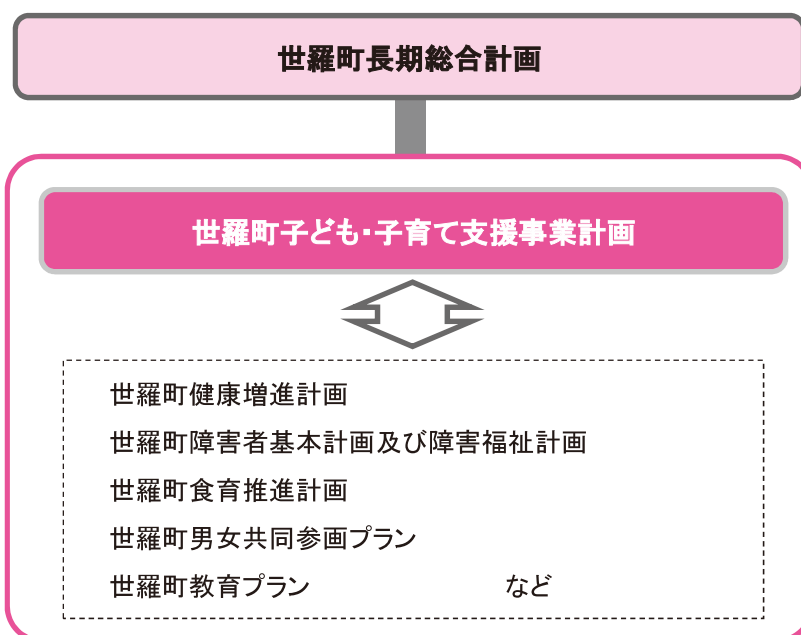 世羅町長期総合計画
世羅町子ども・子育て支援事業計画
世羅町健康増進計画
世羅町障害者基本計画及び障害福祉計画
世羅町食育推進計画
世羅町男女共同参画プラン
世羅町教育プラン　　　　　　　　など